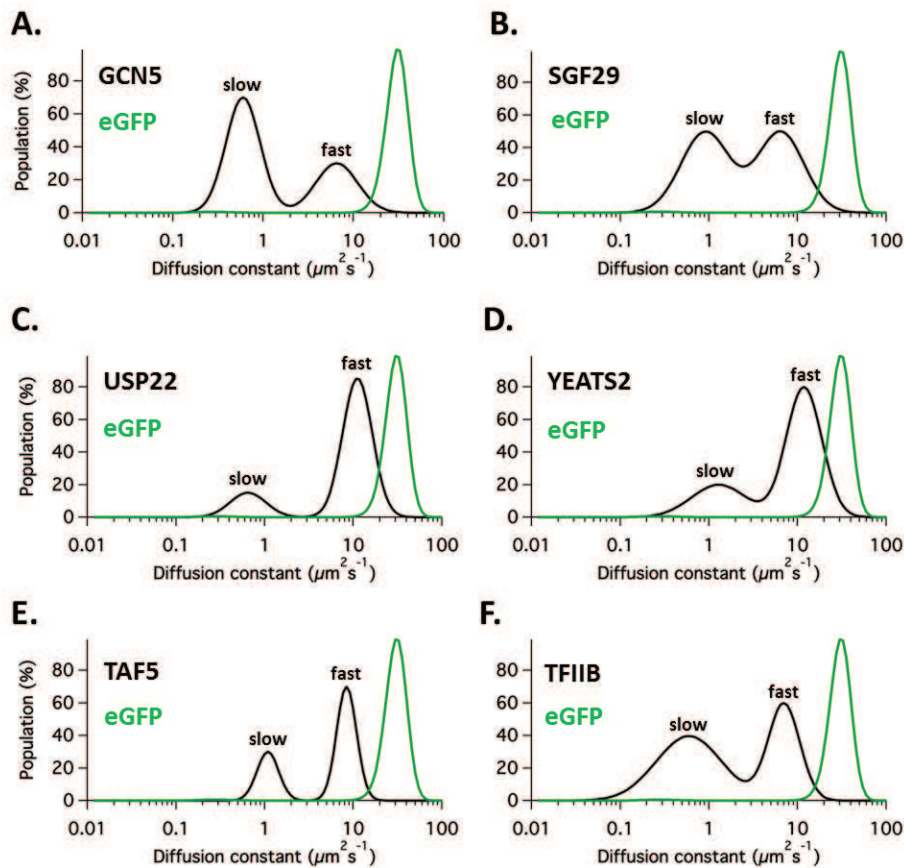 A.
GCN5
eGFP
slow
fast
Population (%)
80
60
40
20
0
0.01 0.1 1 10 100
Diffusion constant (µm²s⁻¹)
B.
SGF29
eGFP
slow
fast
80
60
40
20
0
0.01 0.1 1 10 100
Diffusion constant (µm²s⁻¹)
C.
USP22
eGFP
slow
fast
Population (%)
80
60
40
20
0
0.01 0.1 1 10 100
Diffusion constant (µm²s⁻¹)
D.
YEATS2
eGFP
slow
fast
80
60
40
20
0
0.01 0.1 1 10 100
Diffusion constant (µm²s⁻¹)
E.
TAF5
eGFP
slow
fast
Population (%)
80
60
40
20
0
0.01 0.1 1 10 100
Diffusion constant (µm²s⁻¹)
F.
TFIIB
eGFP
slow
fast
80
60
40
20
0
0.01 0.1 1 10 100
Diffusion constant (µm²s⁻¹)